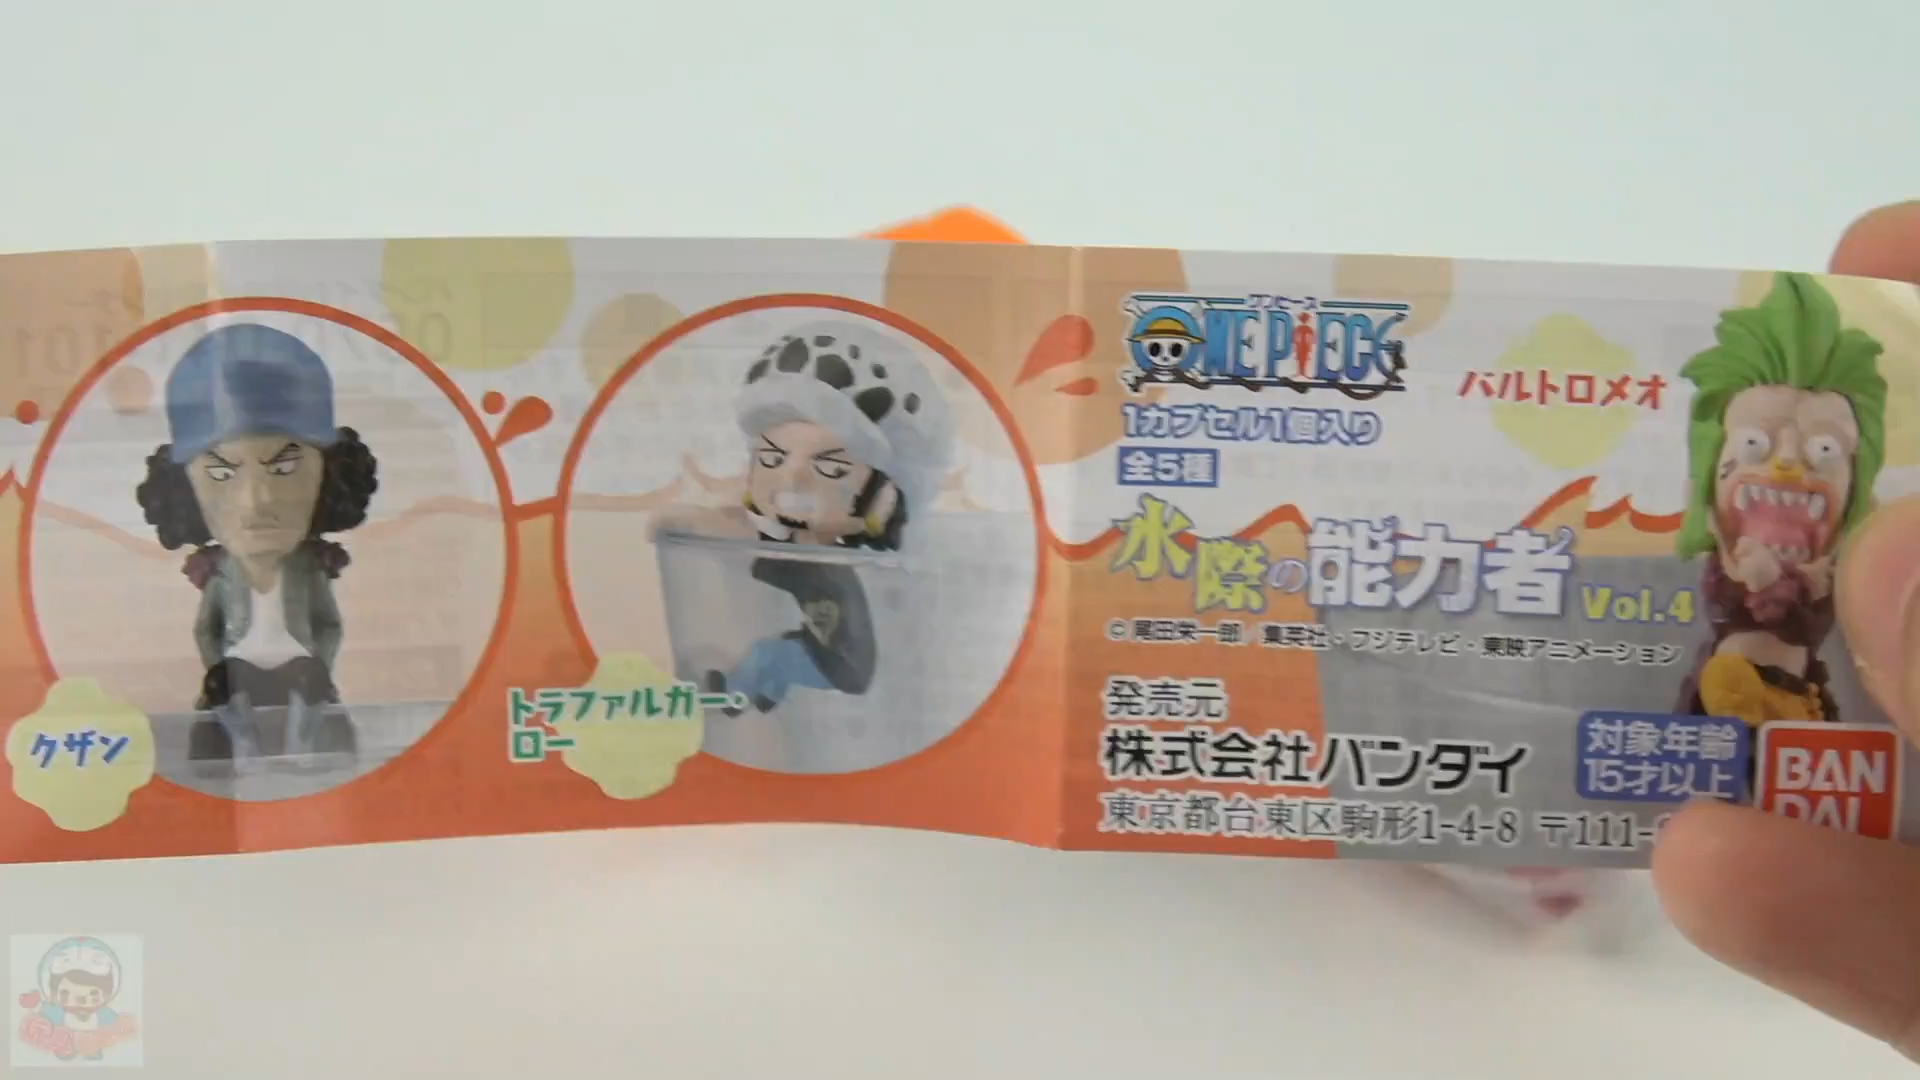 クザン
トラファルガー・
ロー
ワンピース
ONE PIECE
1カプセル1個入り
全5種
バルトロメオ
水際の能力者 Vol.4
© 尾田栄一郎/集英社・フジテレビ・東映アニメーション
発売元
株式会社バンダイ
東京都台東区駒形1-4-8 〒111-
対象年齢
15才以上
BAN
DAI